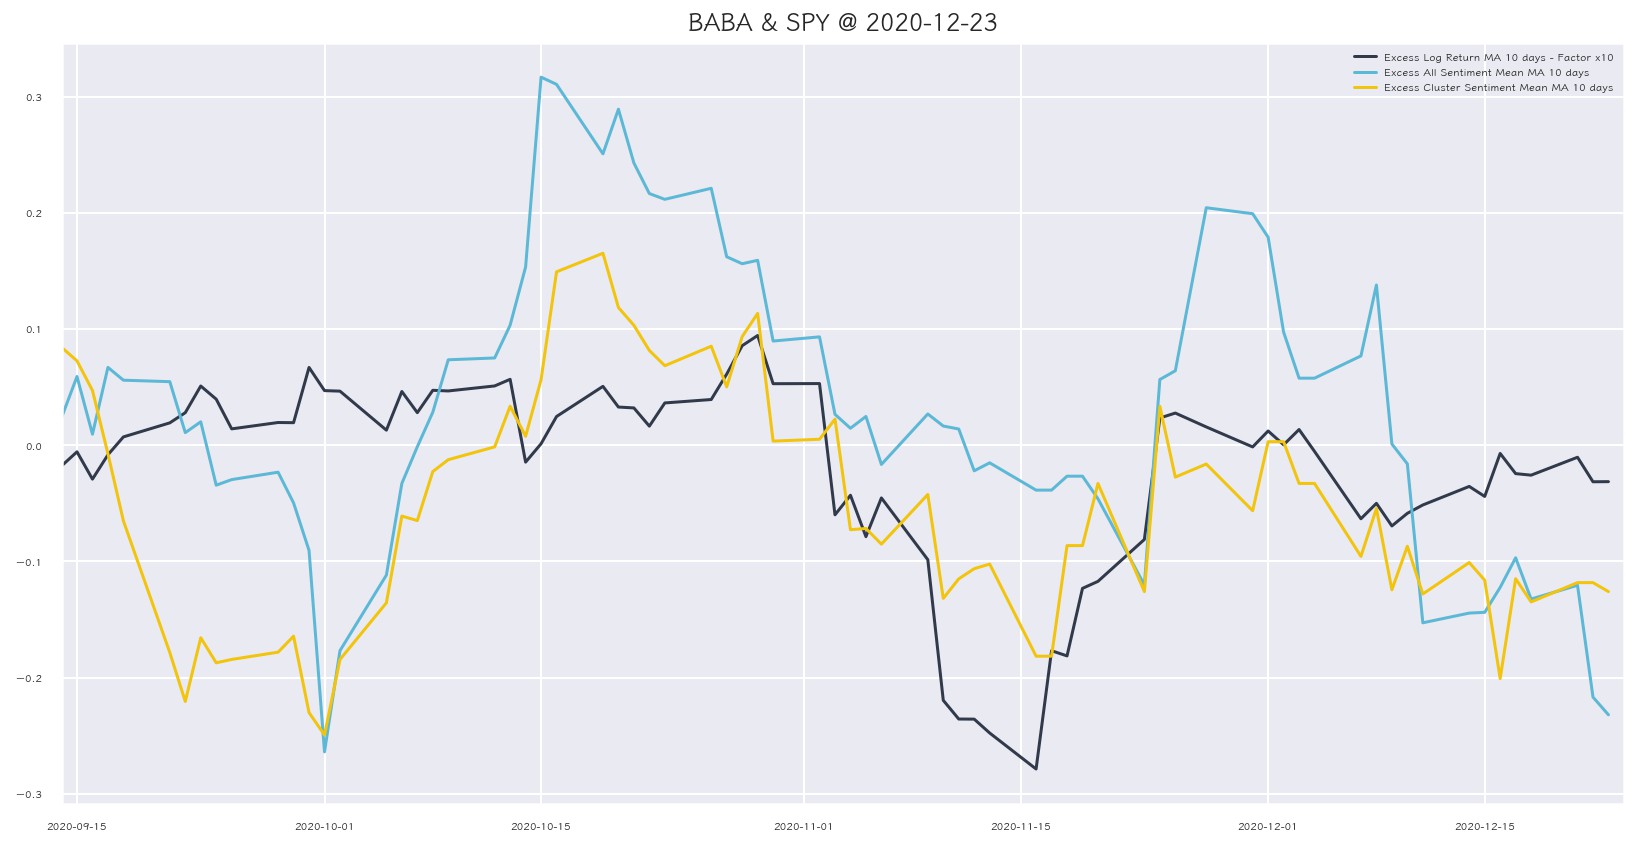 BABA & SPY @ 2020-12-23
Excess Log Return MA 10 days - Factor x10
Excess All Sentiment Mean MA 10 days
Excess Cluster Sentiment Mean MA 10 days
0.3
0.2
0.1
0.0
−0.1
−0.2
−0.3
2020-09-15 2020-10-01 2020-10-15 2020-11-01 2020-11-15 2020-12-01 2020-12-15